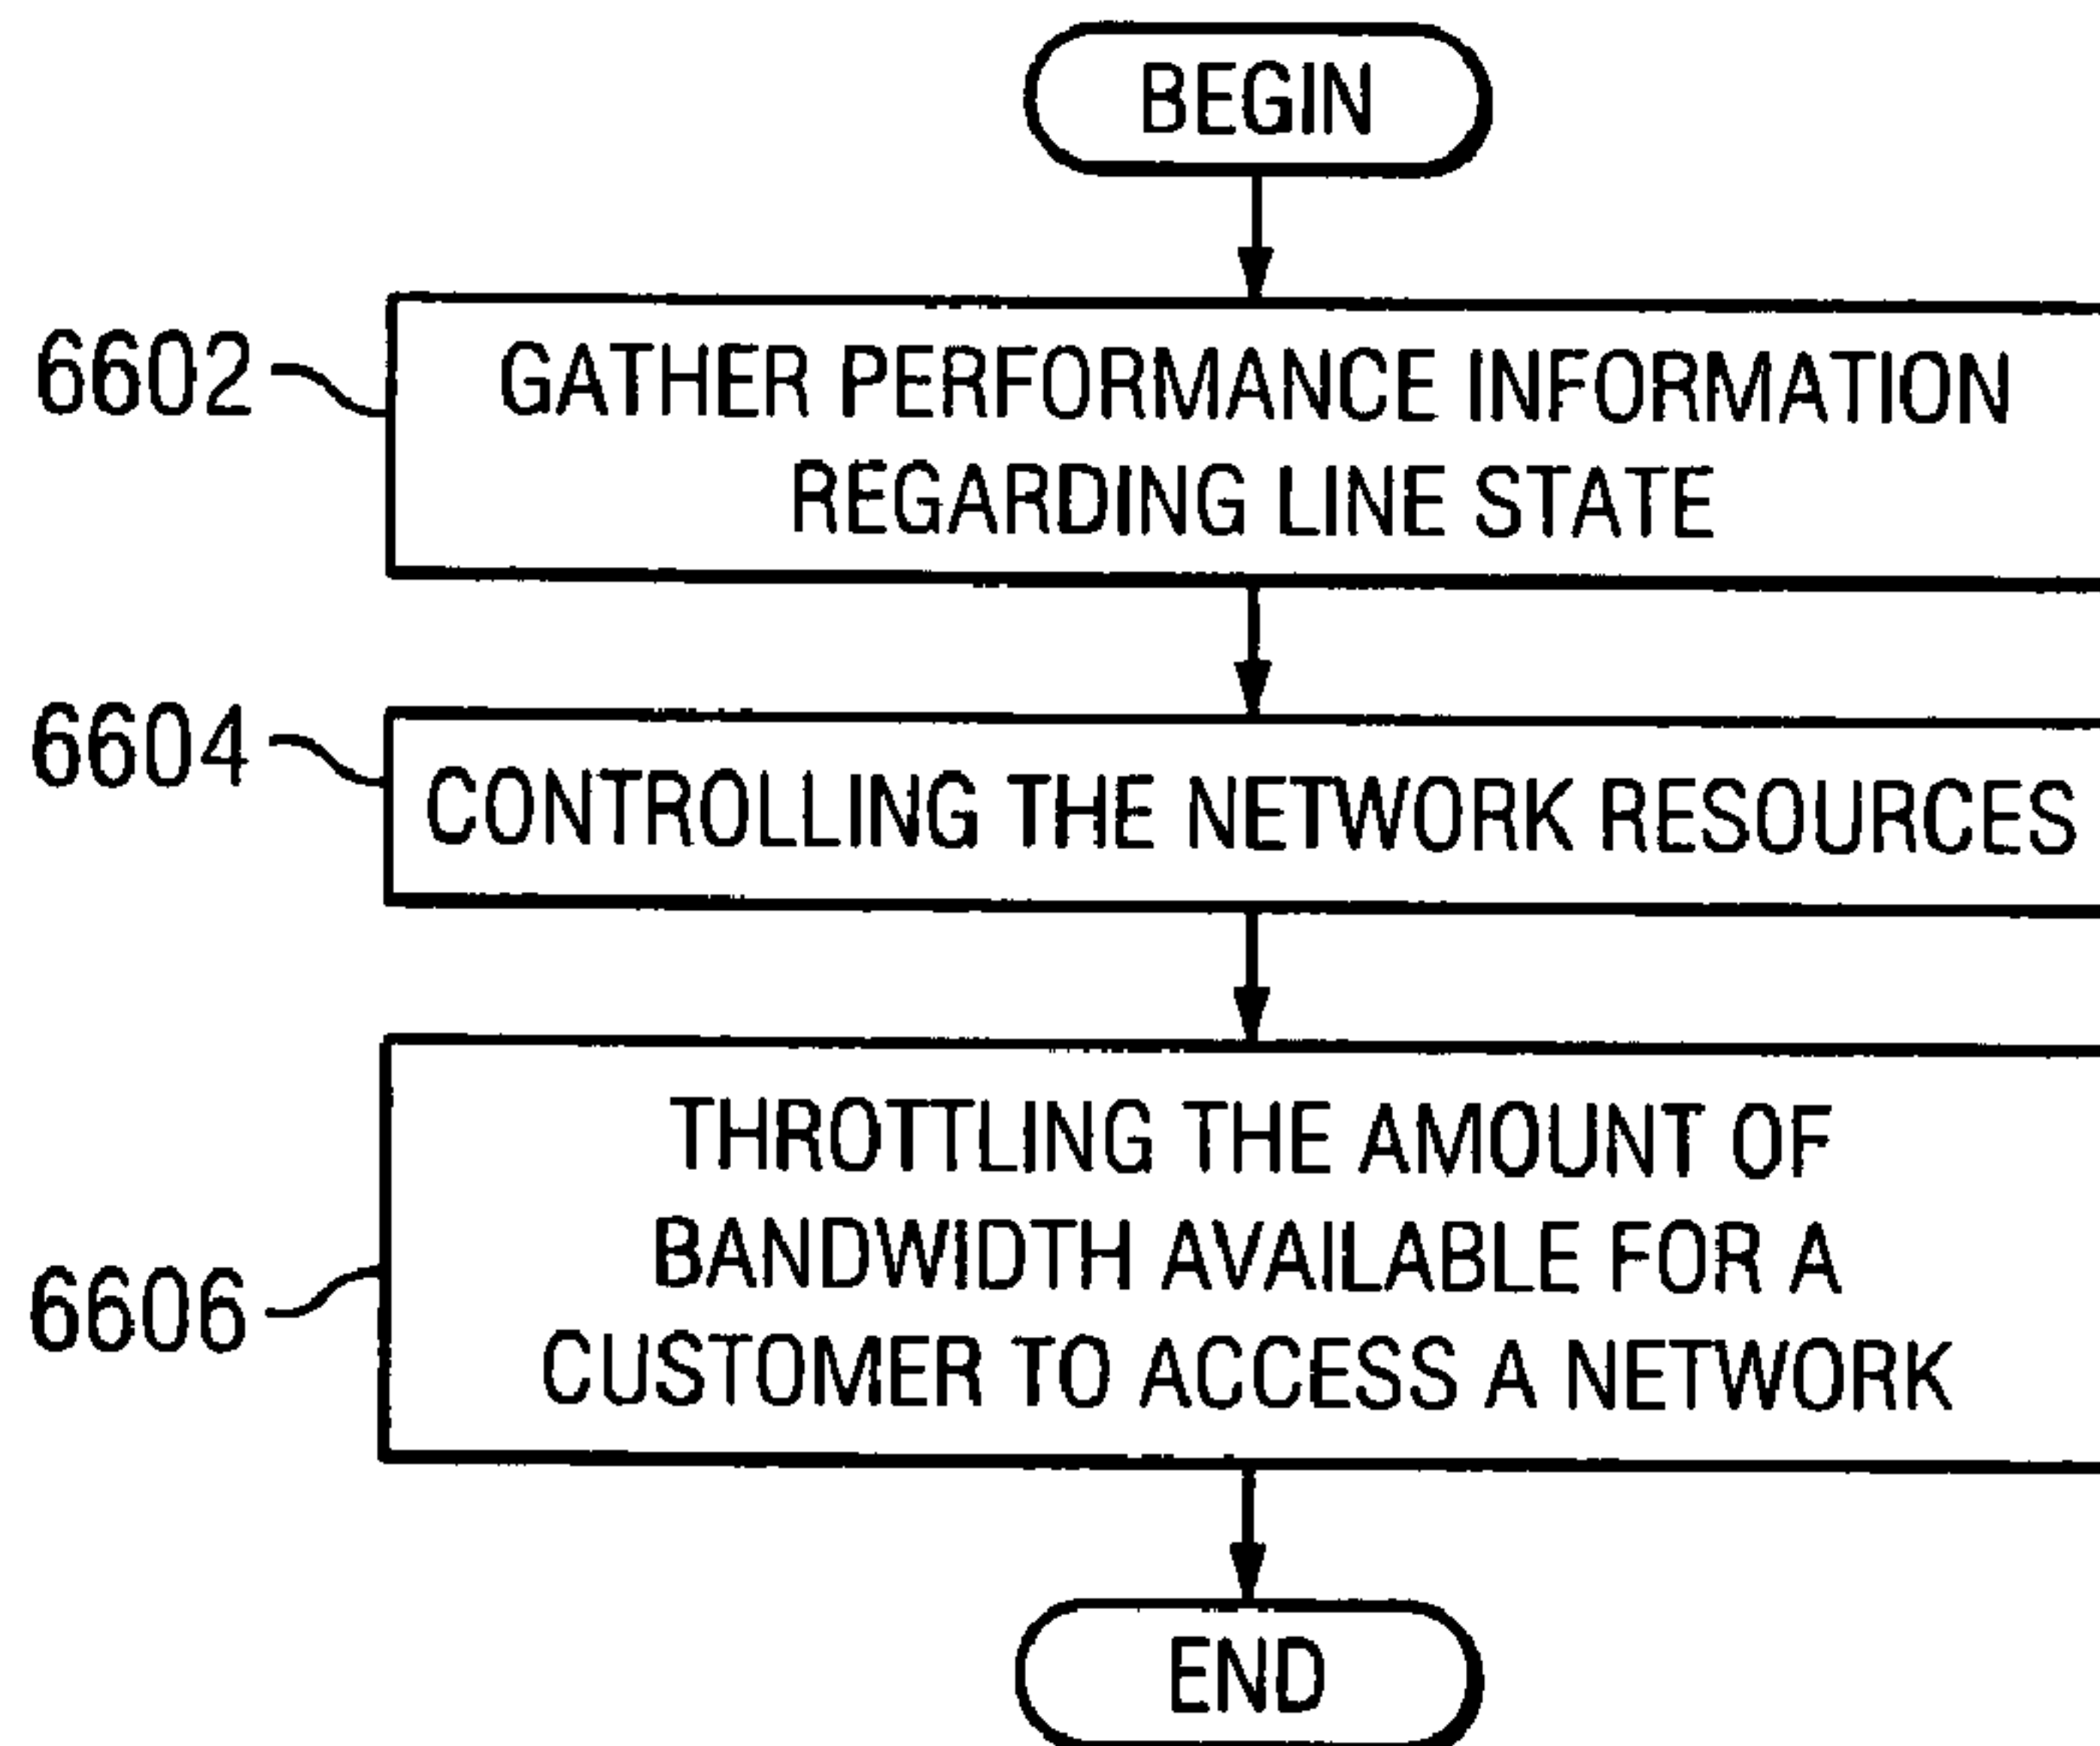 BEGIN
6602
GATHER PERFORMANCE INFORMATION
REGARDING LINE STATE
6604
CONTROLLING THE NETWORK RESOURCES
THROTTLING THE AMOUNT OF
BANDWIDTH AVAILABLE FOR A
6606
CUSTOMER TO ACCESS A NETWORK
END